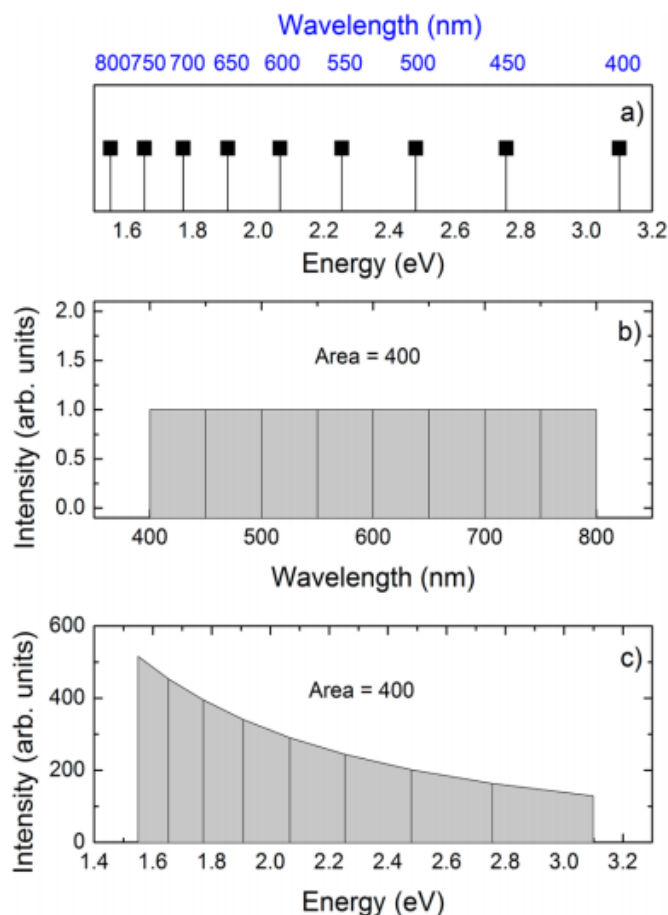 Wavelength (nm)
800 750 700 650 600 550 500 450 400
a)
1.6 1.8 2.0 2.2 2.4 2.6 2.8 3.0 3.2
Energy (eV)
Intensity (arb. units)
2.0
1.5
1.0
0.5
0.0
b)
Area = 400
400 500 600 700 800
Wavelength (nm)
Intensity (arb. units)
600
400
200
0
c)
Area = 400
1.4 1.6 1.8 2.0 2.2 2.4 2.6 2.8 3.0 3.2
Energy (eV)